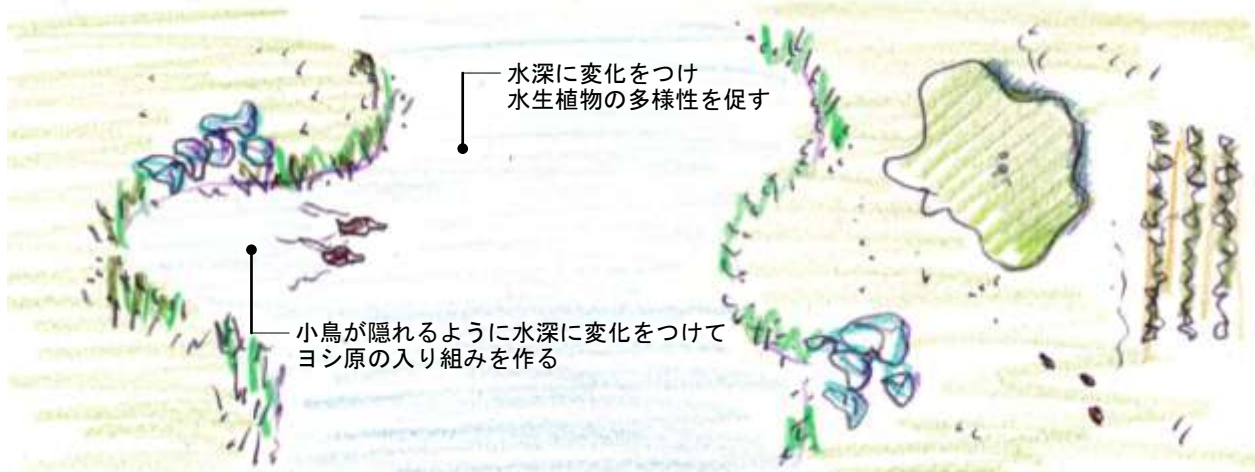 水深に変化をつけ
水生植物の多様性を促す
小鳥が隠れるように水深に変化をつけて
ヨシ原の入り組みを作る